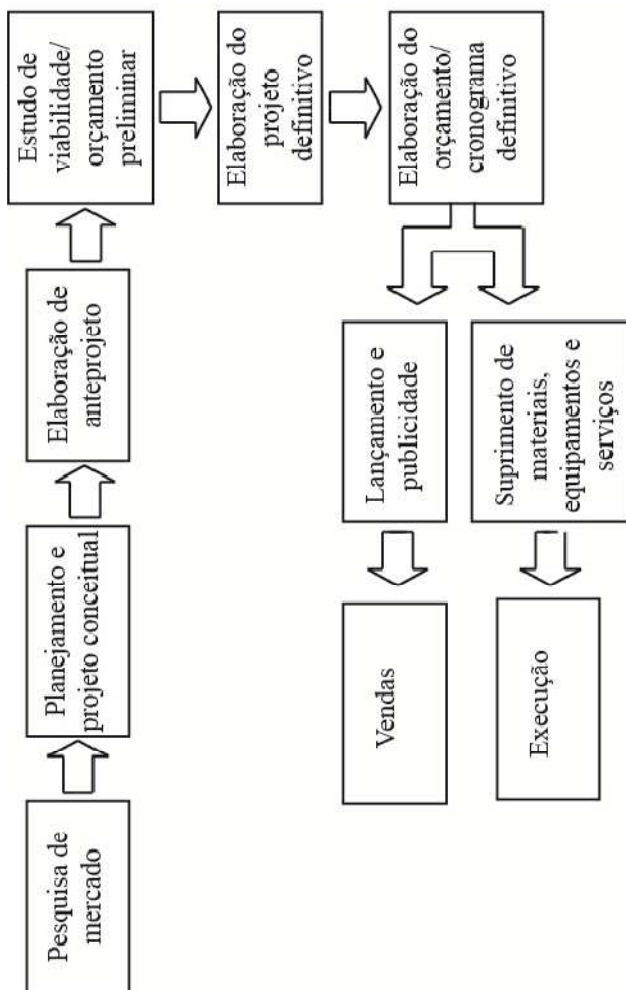 Pesquisa de
mercado
Planejamento e
projeto conceitual
Elaboração de
anteprojeto
Estudo de
viabilidade/
orçamento
preliminar
Elaboração do
projeto
definitivo
Elaboração do
orçamento/
cronograma
definitivo
Lançamento e
publicidade
Vendas
Suprimento de
materiais,
equipamentos e
serviços
Execução